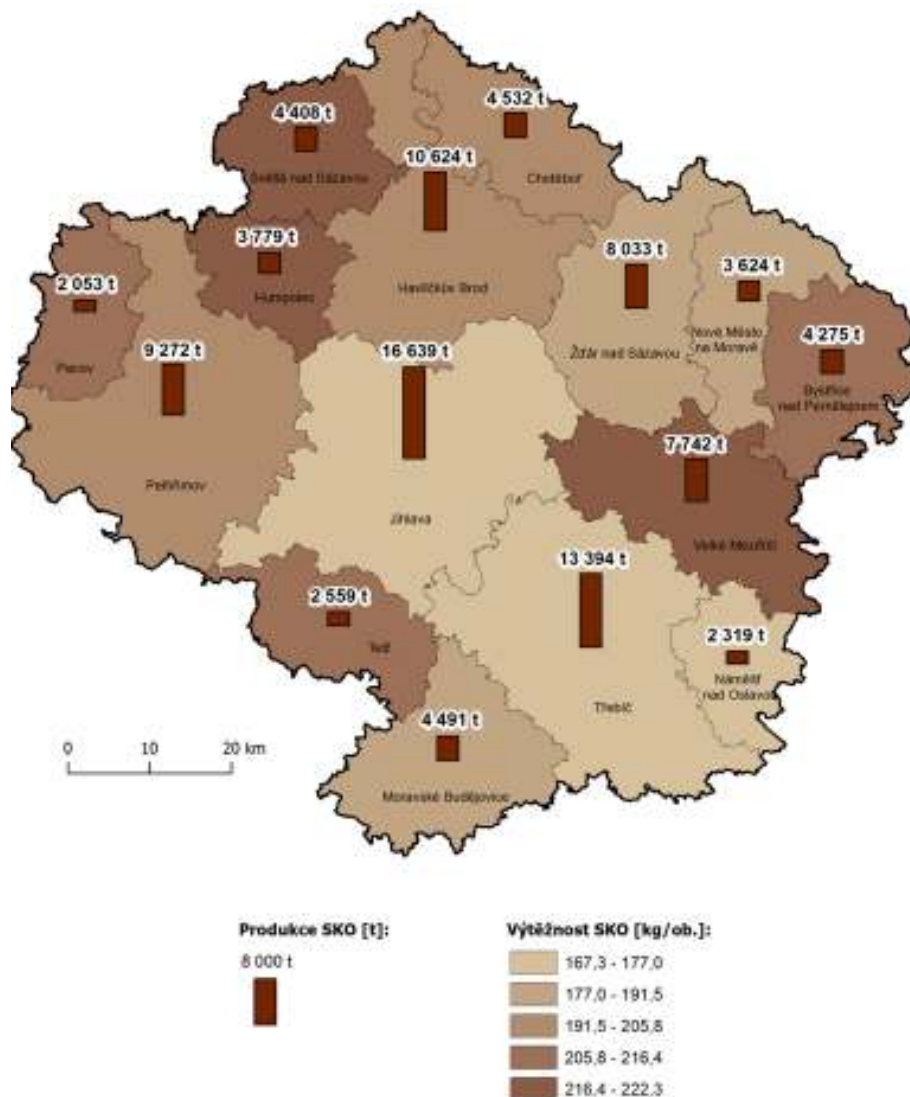 4 532 t
4 408 t
Světlá nad Sázavou
Chotěboř
10 624 t
3 779 t
8 033 t
3 624 t
2 053 t
Havlíčkův Brod
Humpolec
Nové Město
na Moravě
Žďár nad Sázavou
4 275 t
9 272 t
16 639 t
Pacov
Bystřice
nad Pernštejnem
7 742 t
Pelhřimov
Jihlava
Velké Meziříčí
13 394 t
2 559 t
2 319 t
Telč
Náměšť
nad Oslavou
Třebíč
4 491 t
0 10 20 km
Moravské Budějovice
Produkce SKO [t]:
8 000 t
Výtěžnost SKO [kg/ob.]:
167,3 - 177,0
177,0 - 191,5
191,5 - 205,8
205,8 - 216,4
216,4 - 222,3